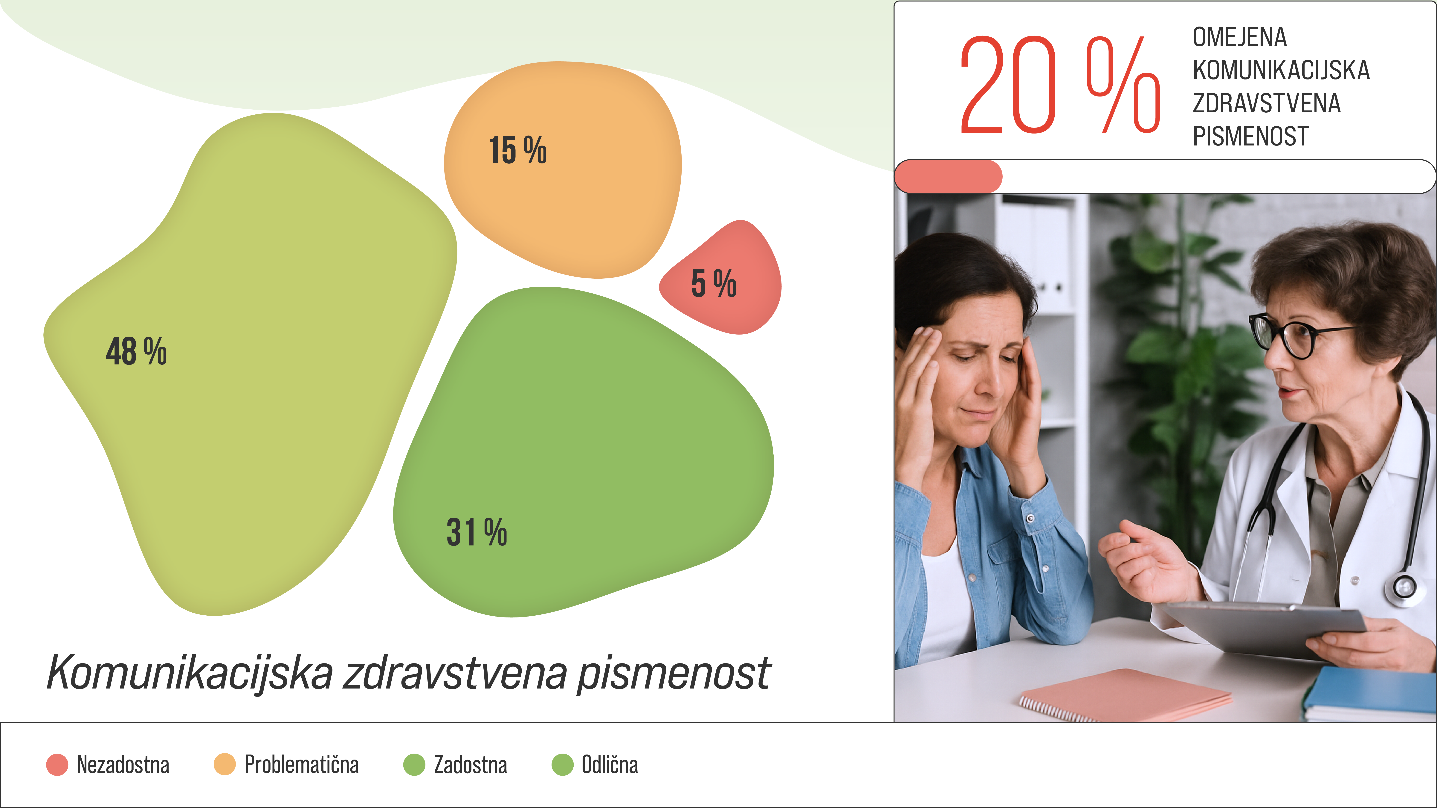 48 %
15 %
5 %
31 %
Komunikacijska zdravstvena pismenost
20 %
OMEJENA
KOMUNIKACIJSKA
ZDRAVSTVENA
PISMENOST
Nezadostna
Problematična
Zadostna
Odlična